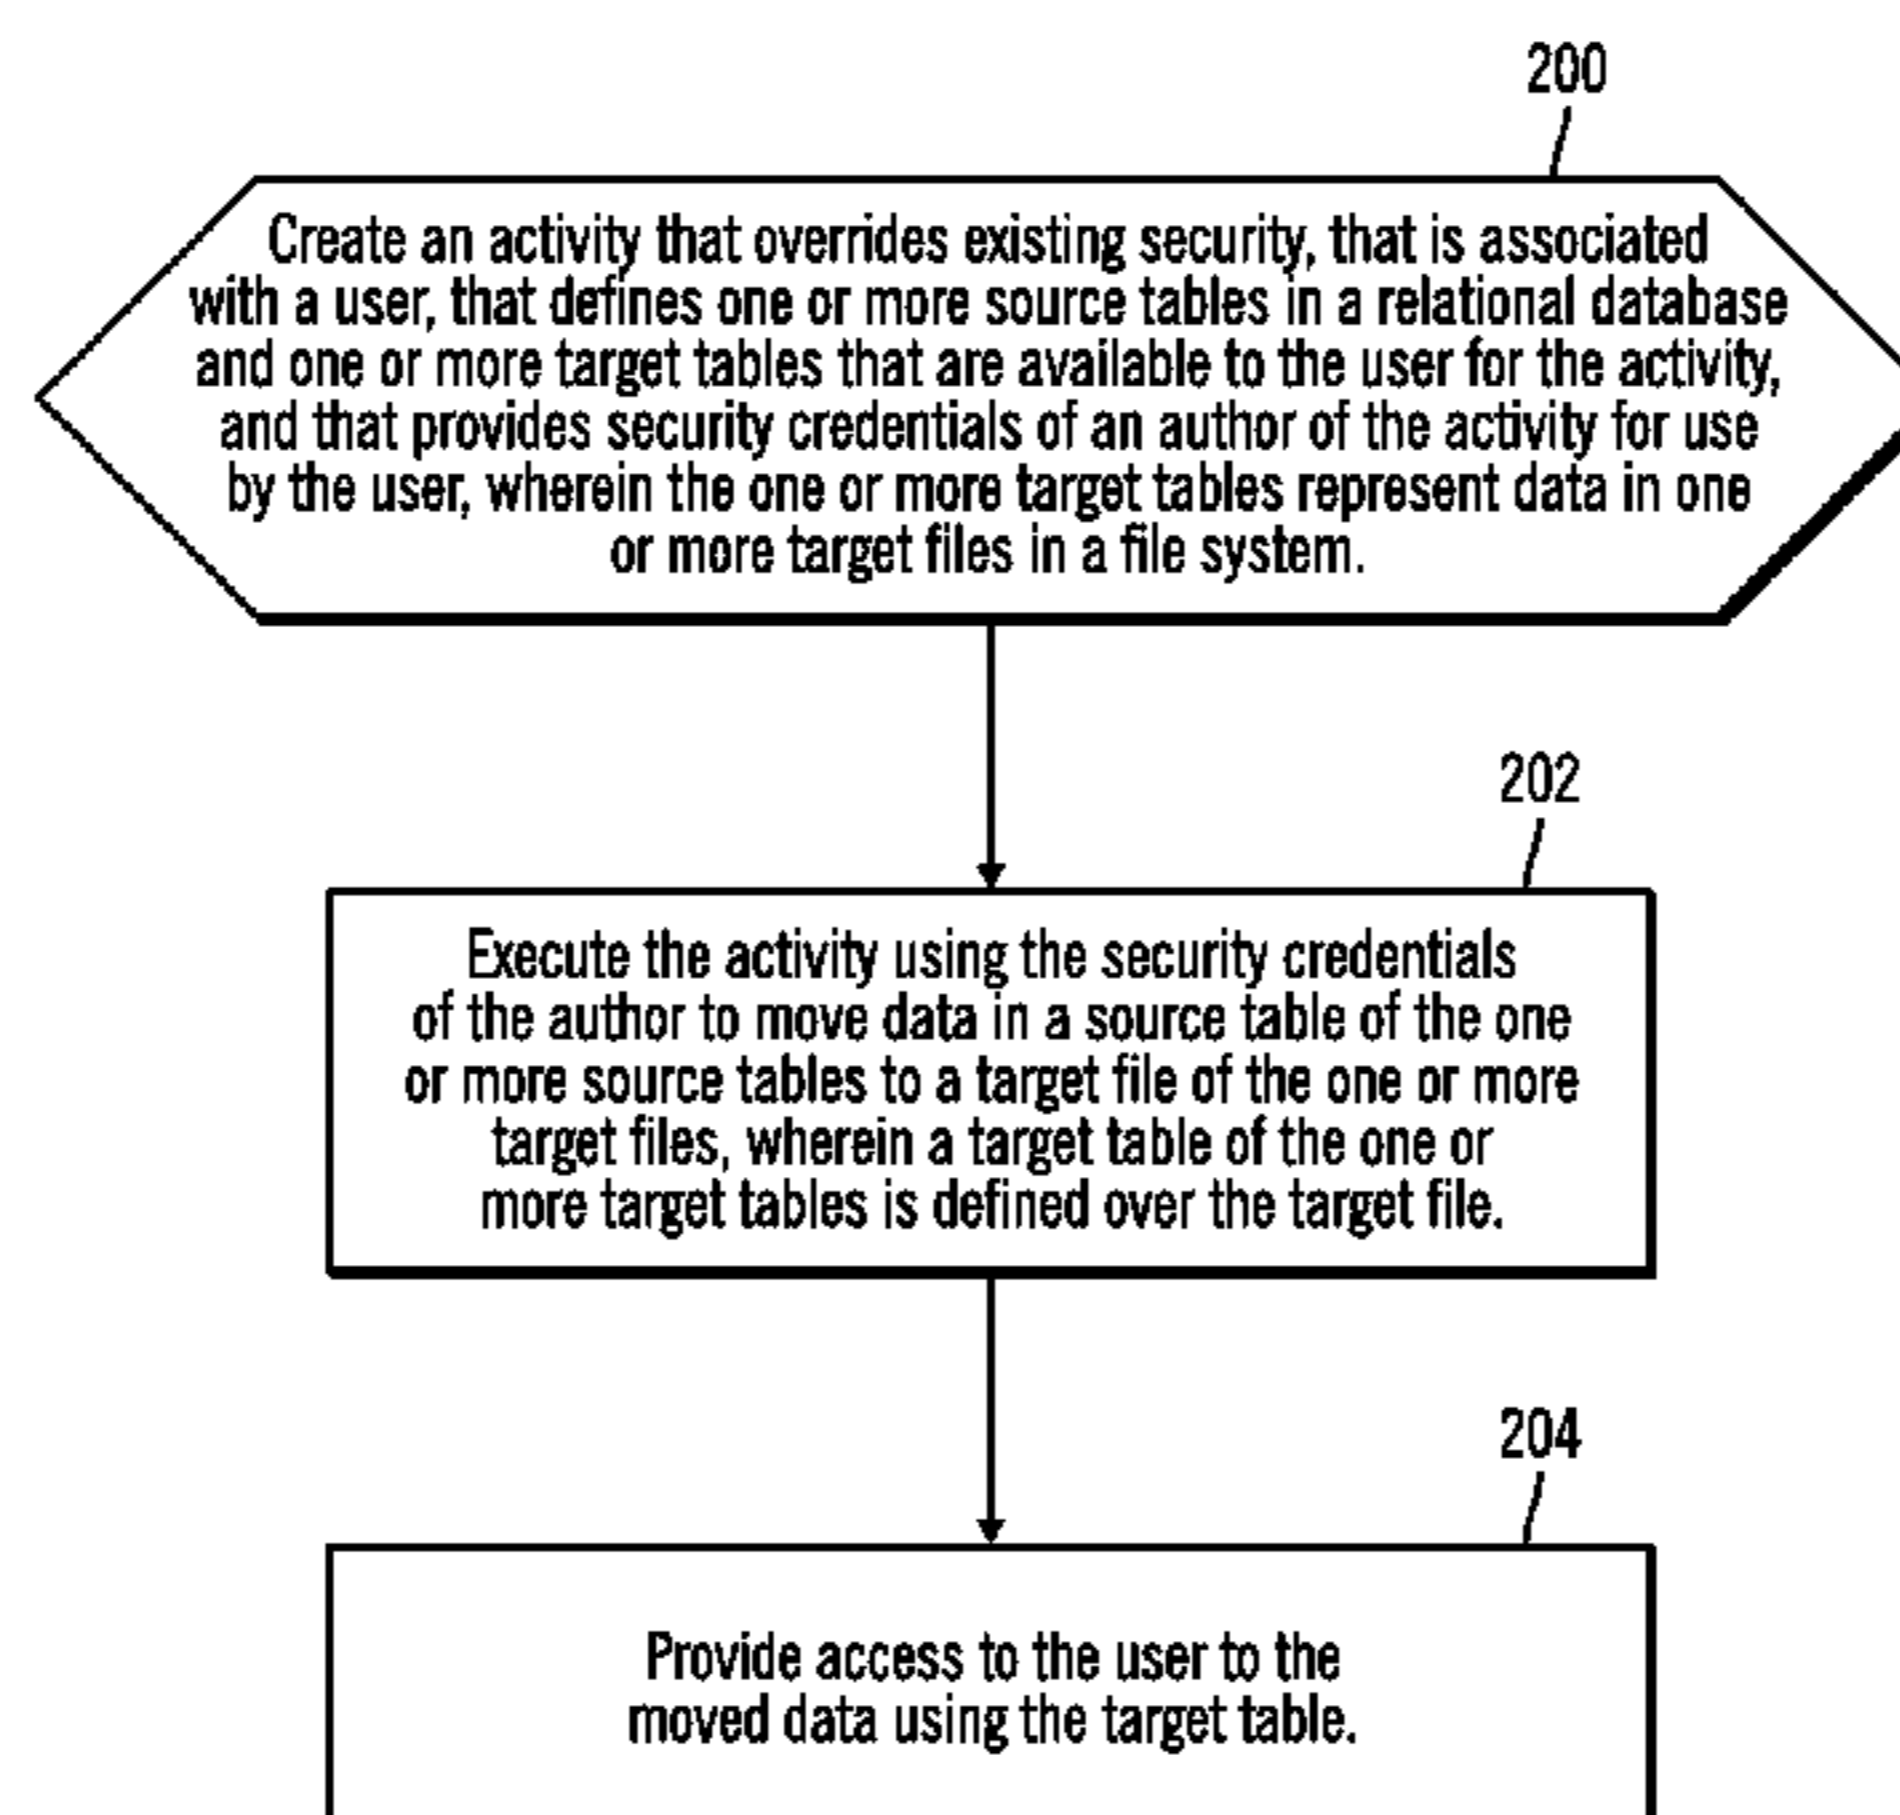 200
Create an activity that overrides existing security, that is associated
with a user, that defines one or more source tables in a relational database
and one or more target tables that are available to the user for the activity,
and that provides security credentials of an author of the activity for use
by the user, wherein the one or more target tables represent data in one
or more target files in a file system.
202
Execute the activity using the security credentials
of the author to move data in a source table of the one
or more source tables to a target file of the one or more
target files, wherein a target table of the one or
more target tables is defined over the target file.
204
Provide access to the user to the
moved data using the target table.